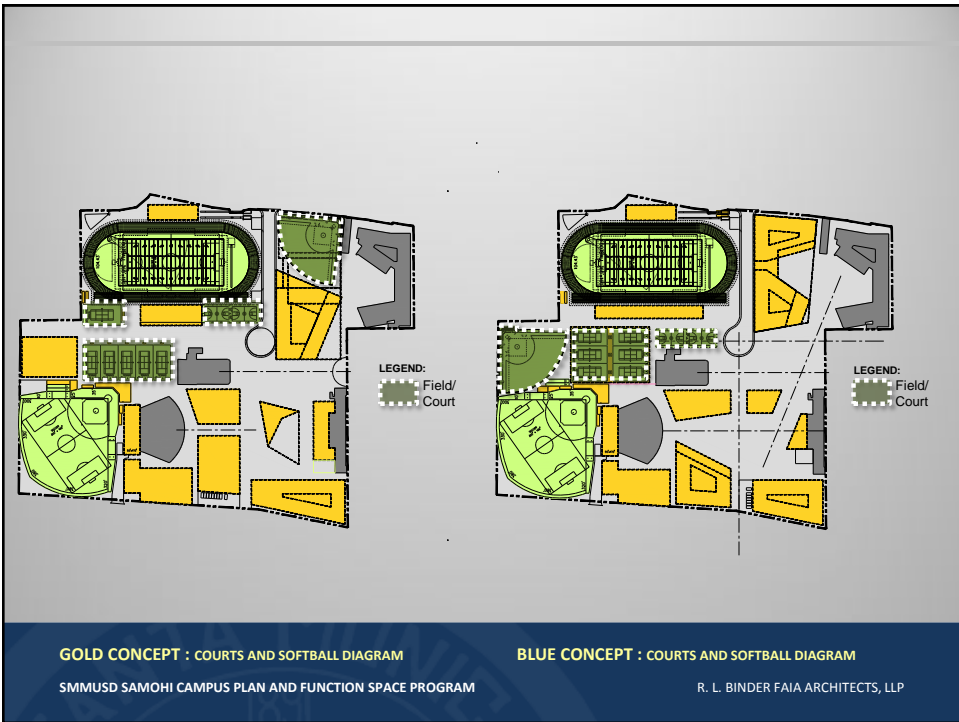 LEGEND:
Field/
Court
LEGEND:
Field/
Court
GOLD CONCEPT : COURTS AND SOFTBALL DIAGRAM
BLUE CONCEPT : COURTS AND SOFTBALL DIAGRAM
SMMUSD SAMOHI CAMPUS PLAN AND FUNCTION SPACE PROGRAM
R. L. BINDER FAIA ARCHITECTS, LLP